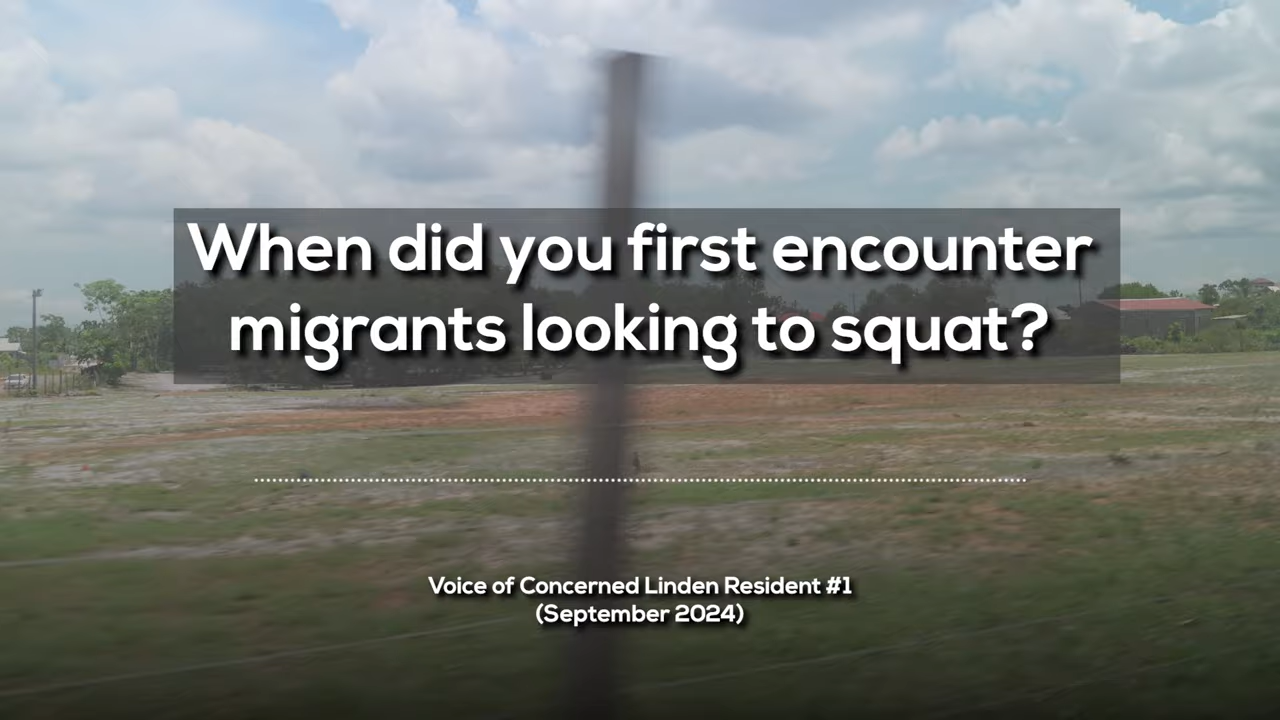 When did you first encounter
migrants looking to squat?
Voice of Concerned Linden Resident #1
(September 2024)